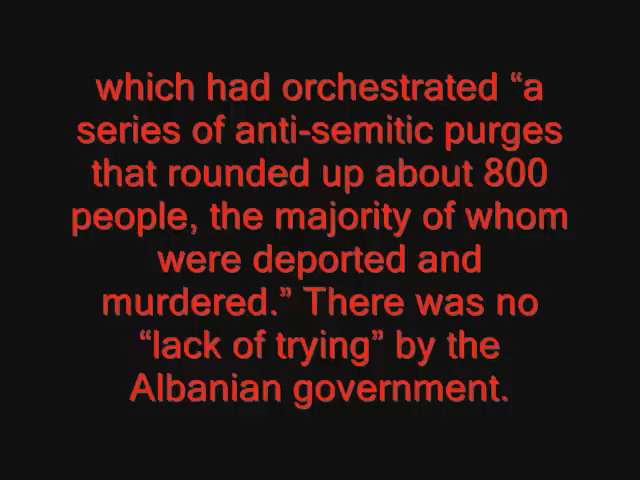 which had orchestrated “a
series of anti-semitic purges
that rounded up about 800
people, the majority of whom
were deported and
murdered.” There was no
“lack of trying” by the
Albanian government.